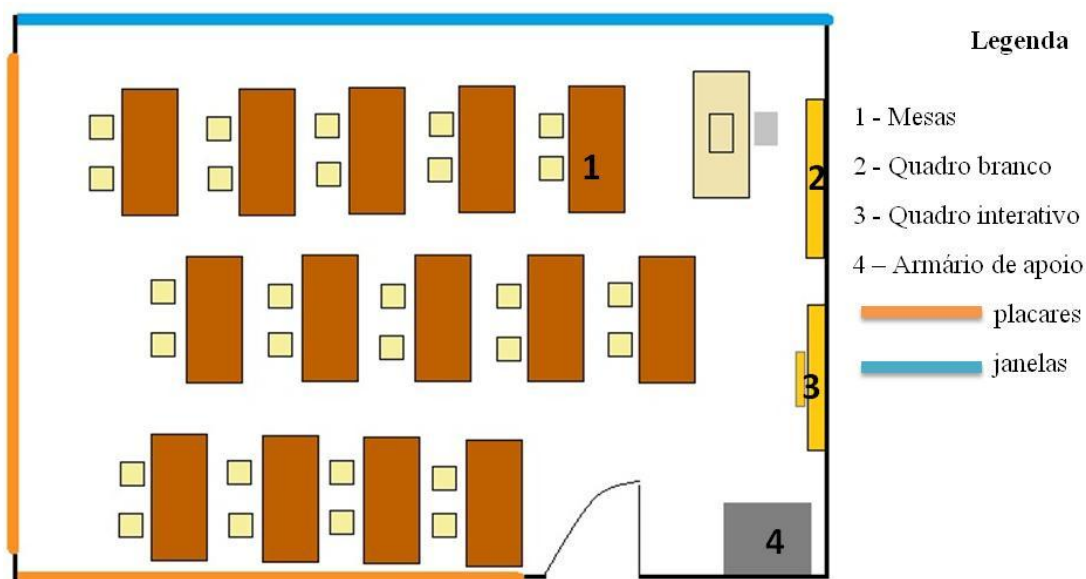 Legenda
1 - Mesas
2 - Quadro branco
3 - Quadro interativo
4 – Armário de apoio
placares
janelas
1
2
3
4